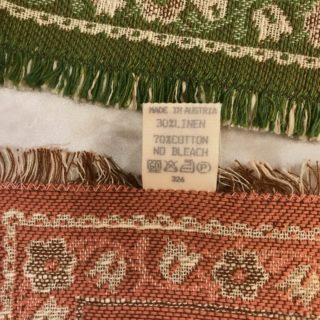 MADE IN AUSTRIA
30%LINEN
70%COTTON
NO BLEACH
326